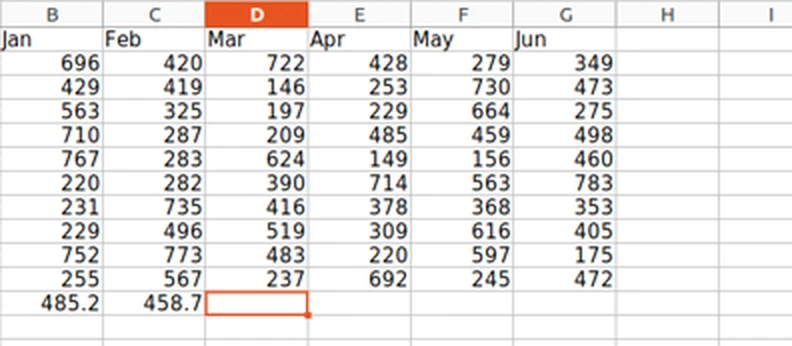 B C D E F G H I
Jan Feb Mar Apr May Jun
696 420 722 428 279 349
429 419 146 253 730 473
563 325 197 229 664 275
710 287 209 485 459 498
767 283 624 149 156 460
220 282 390 714 563 783
231 735 416 378 368 353
229 496 519 309 616 405
752 773 483 220 597 175
255 567 237 692 245 472
485.2 458.7